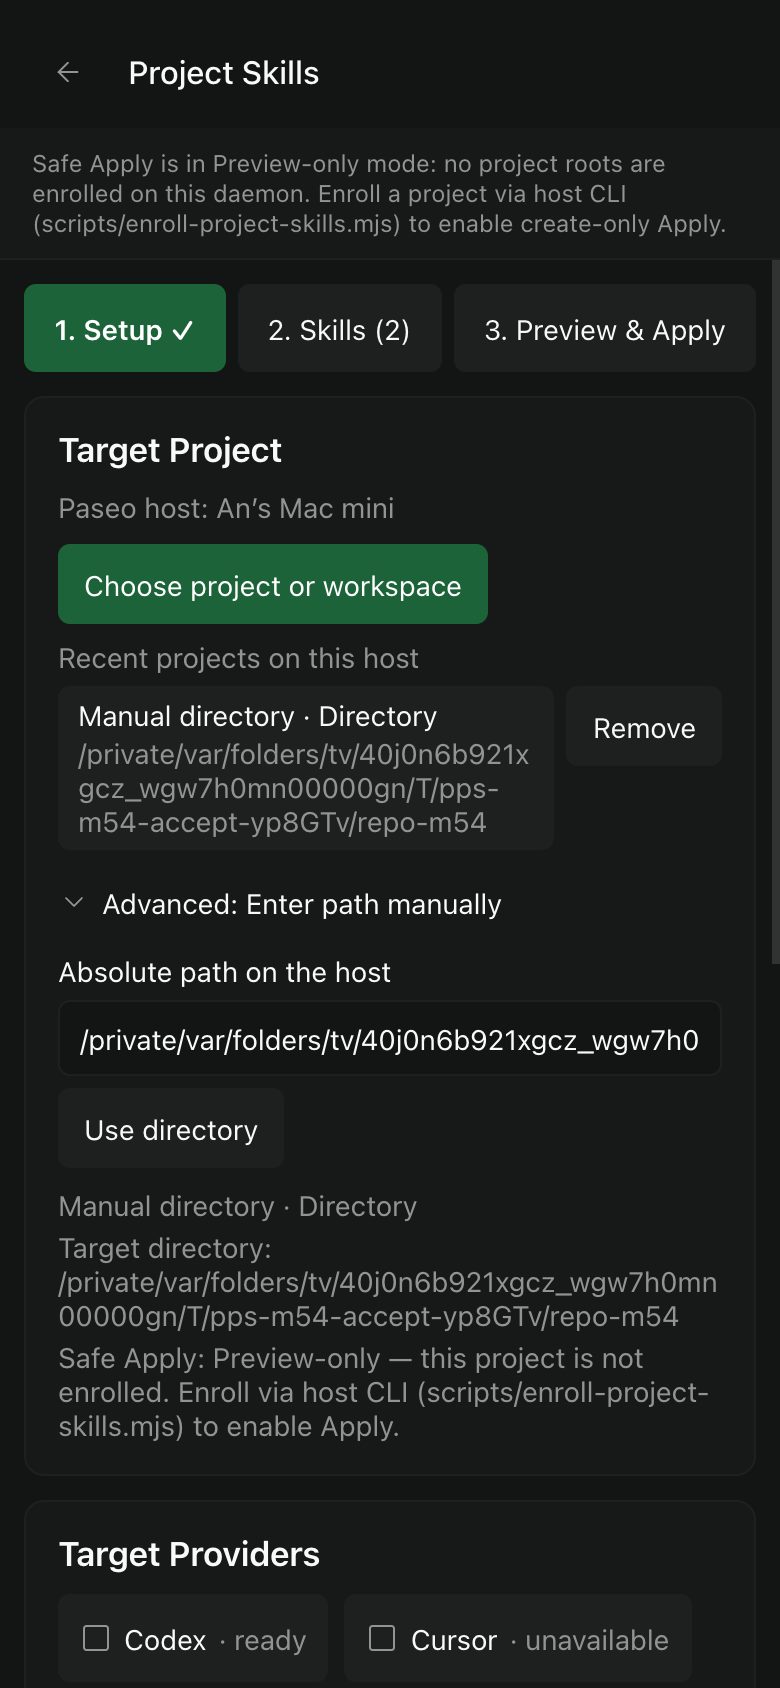 Project Skills
Safe Apply is in Preview-only mode: no project roots are
enrolled on this daemon. Enroll a project via host CLI
(scripts/enroll-project-skills.mjs) to enable create-only Apply.
1. Setup ✓
2. Skills (2)
3. Preview & Apply
Target Project
Paseo host: An’s Mac mini
Choose project or workspace
Recent projects on this host
Manual directory · Directory
/private/var/folders/tv/40j0n6b921x
gcz_wgw7h0mn00000gn/T/pps-
m54-accept-yp8GTv/repo-m54
Remove
Advanced: Enter path manually
Absolute path on the host
/private/var/folders/tv/40j0n6b921xgcz_wgw7h0
Use directory
Manual directory · Directory
Target directory:
/private/var/folders/tv/40j0n6b921xgcz_wgw7h0mn
00000gn/T/pps-m54-accept-yp8GTv/repo-m54
Safe Apply: Preview-only — this project is not
enrolled. Enroll via host CLI (scripts/enroll-project-
skills.mjs) to enable Apply.
Target Providers
Codex · ready
Cursor · unavailable